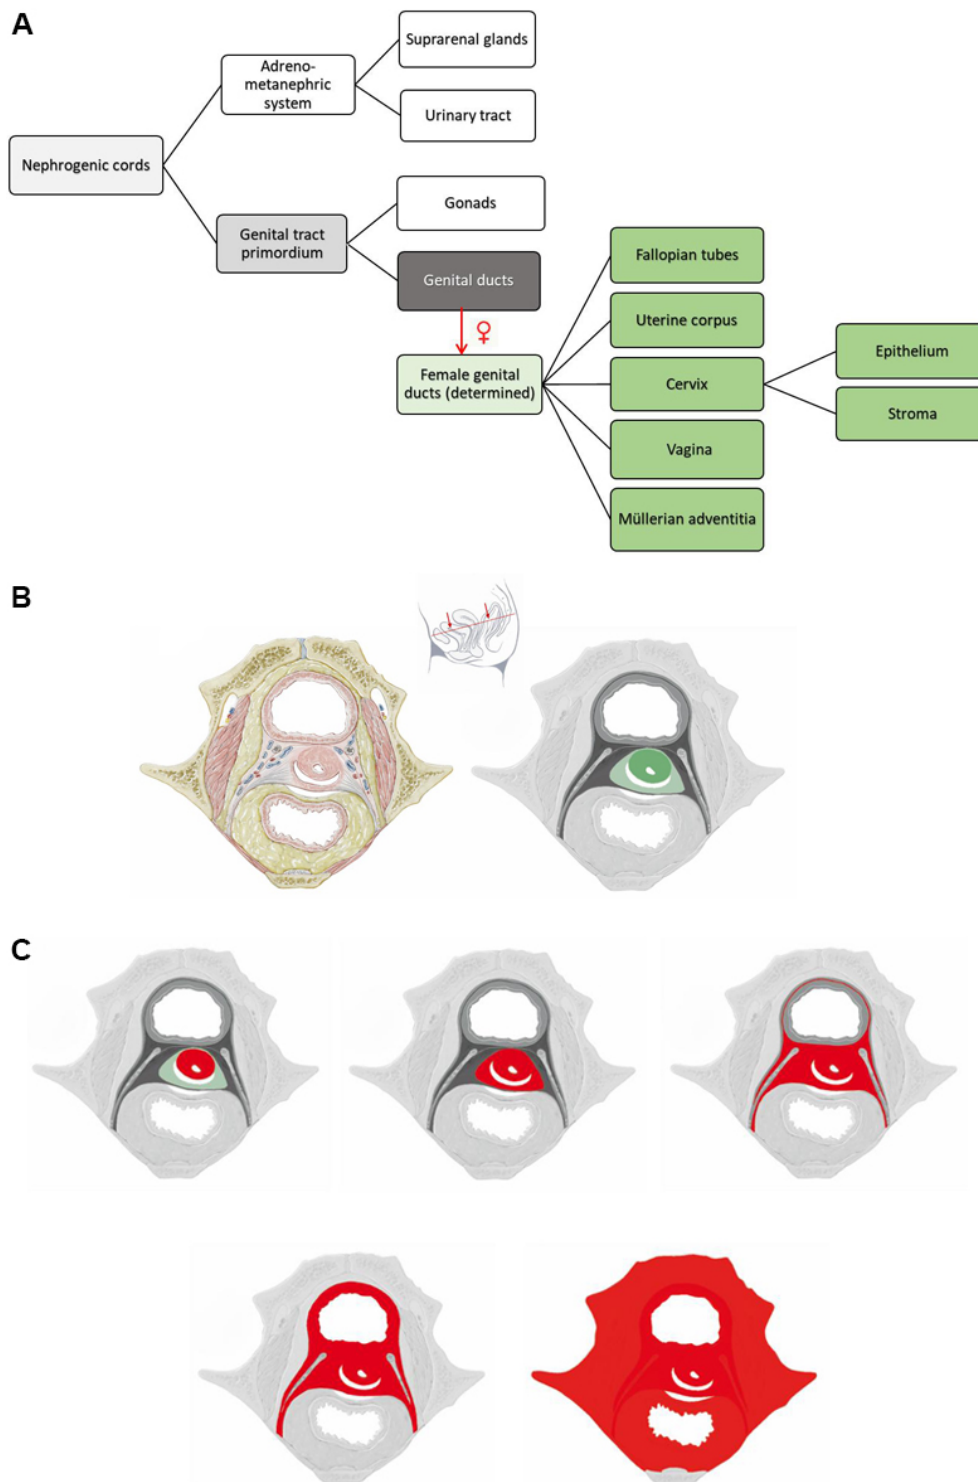 A
Adreno-
metanephric
system
Suprarenal glands
Urinary tract
Nephrogenic cords
Genital tract
primordium
Gonads
Genital ducts
♀
Female genital
ducts (determined)
Fallopian tubes
Uterine corpus
Cervix
Vagina
Müllerian adventitia
Epithelium
Stroma
B
C